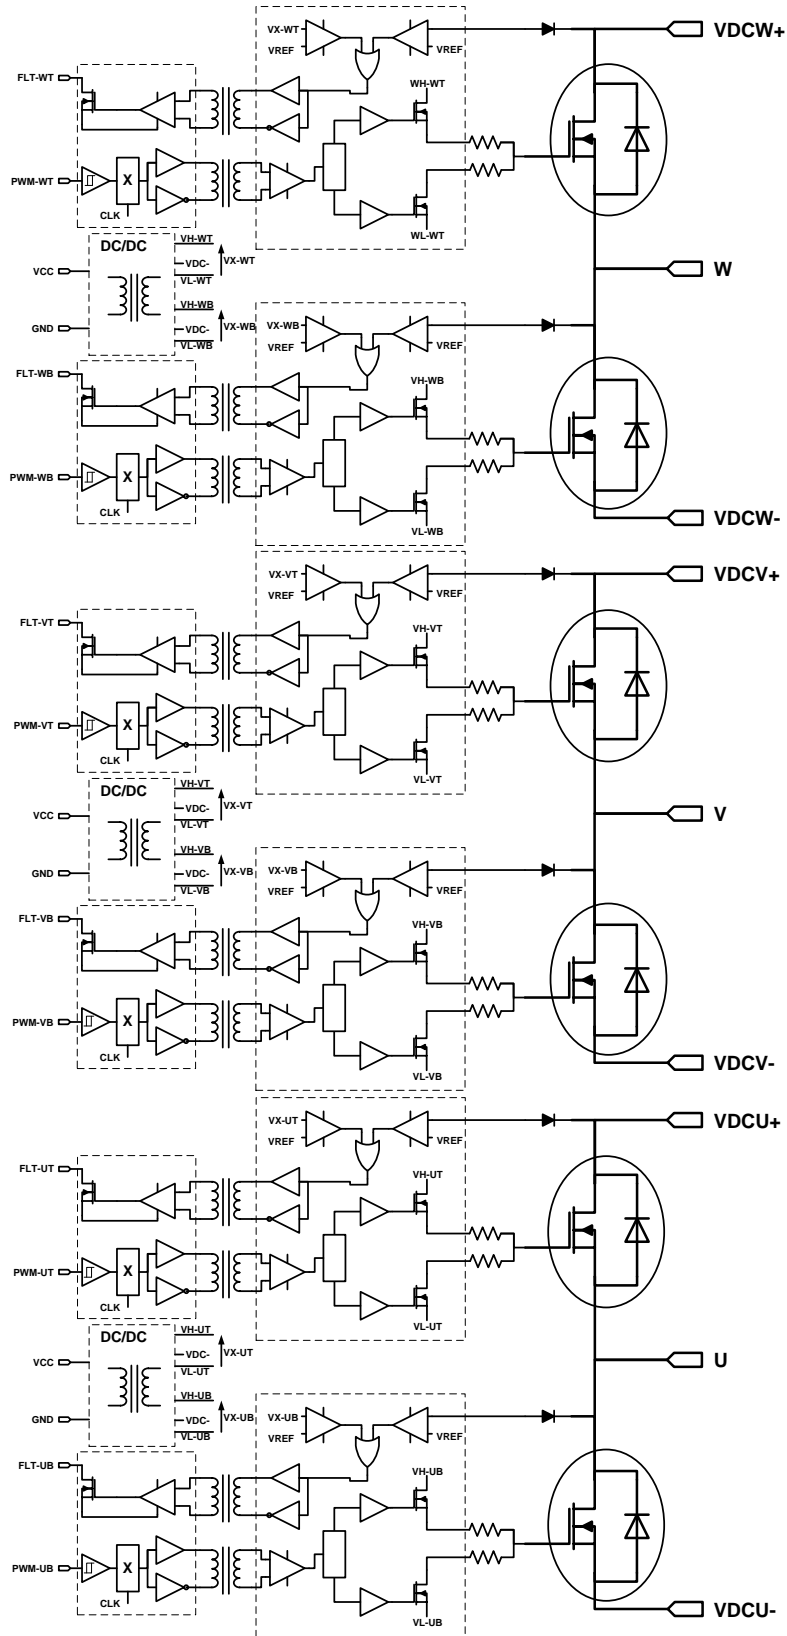 VX-WT
VREF
VREF
VDCW+
FLT-WT
WH-WT
PWM-WT
X
CLK
WL-WT
DC/DC
VH-WT
VCC
VDC-
VX-WT
VL-WT
W
VH-WB
GND
VDC-
VX-WB
VL-WB
VX-WB
VREF
VREF
FLT-WB
VH-WB
PWM-WB
X
CLK
VL-WB
VDCW-
VX-VT
VREF
VREF
VDCV+
FLT-VT
VH-VT
PWM-VT
X
CLK
VL-VT
DC/DC
VH-VT
VCC
VDC-
VX-VT
VL-VT
V
VH-VB
GND
VDC-
VX-VB
VL-VB
VX-VB
VREF
VREF
FLT-VB
VH-VB
PWM-VB
X
CLK
VL-VB
VDCV-
VX-UT
VREF
VREF
VDCU+
FLT-UT
VH-UT
PWM-UT
X
CLK
VL-UT
DC/DC
VH-UT
VCC
VDC-
VX-UT
VL-UT
U
VH-UB
GND
VDC-
VX-UB
VL-UB
VX-UB
VREF
VREF
FLT-UB
VH-UB
PWM-UB
X
CLK
VL-UB
VDCU-